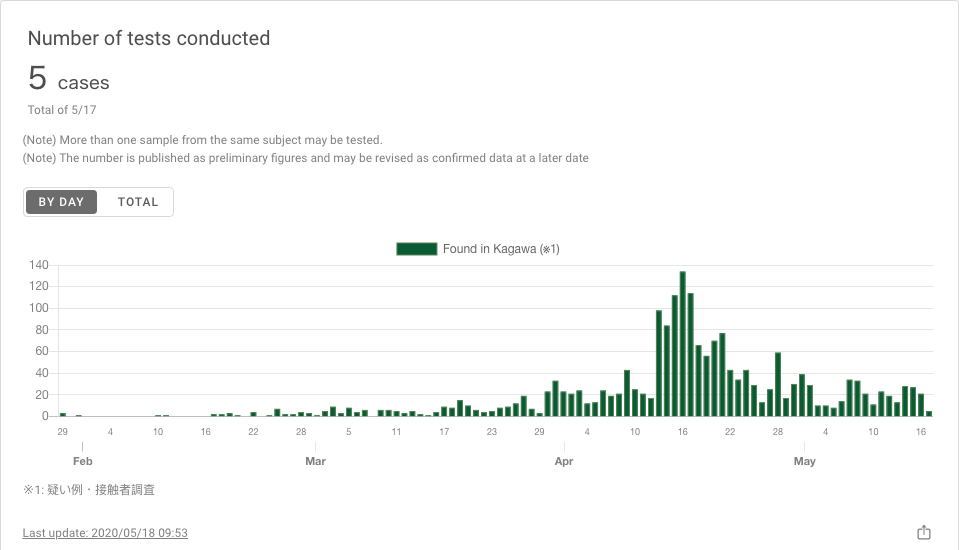 Number of tests conducted
5 cases
Total of 5/17
(Note) More than one sample from the same subject may be tested.
(Note) The number is published as preliminary figures and may be revised as confirmed data at a later date
BY DAY TOTAL
Found in Kagawa (※1)
140
120
100
80
60
40
20
0
29 4 10 16 22 28 5 11 17 23 29 4 10 16 22 28 4 10 16
Feb Mar Apr May
※1: 疑い例・接触者調査
Last update: 2020/05/18 09:53